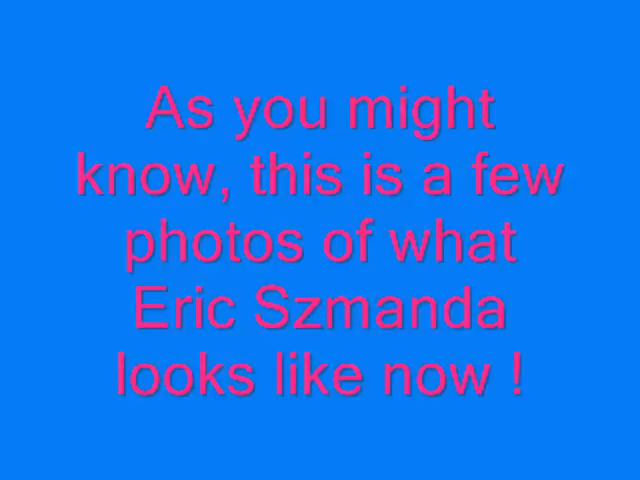 As you might
know, this is a few
photos of what
Eric Szmanda
looks like now !